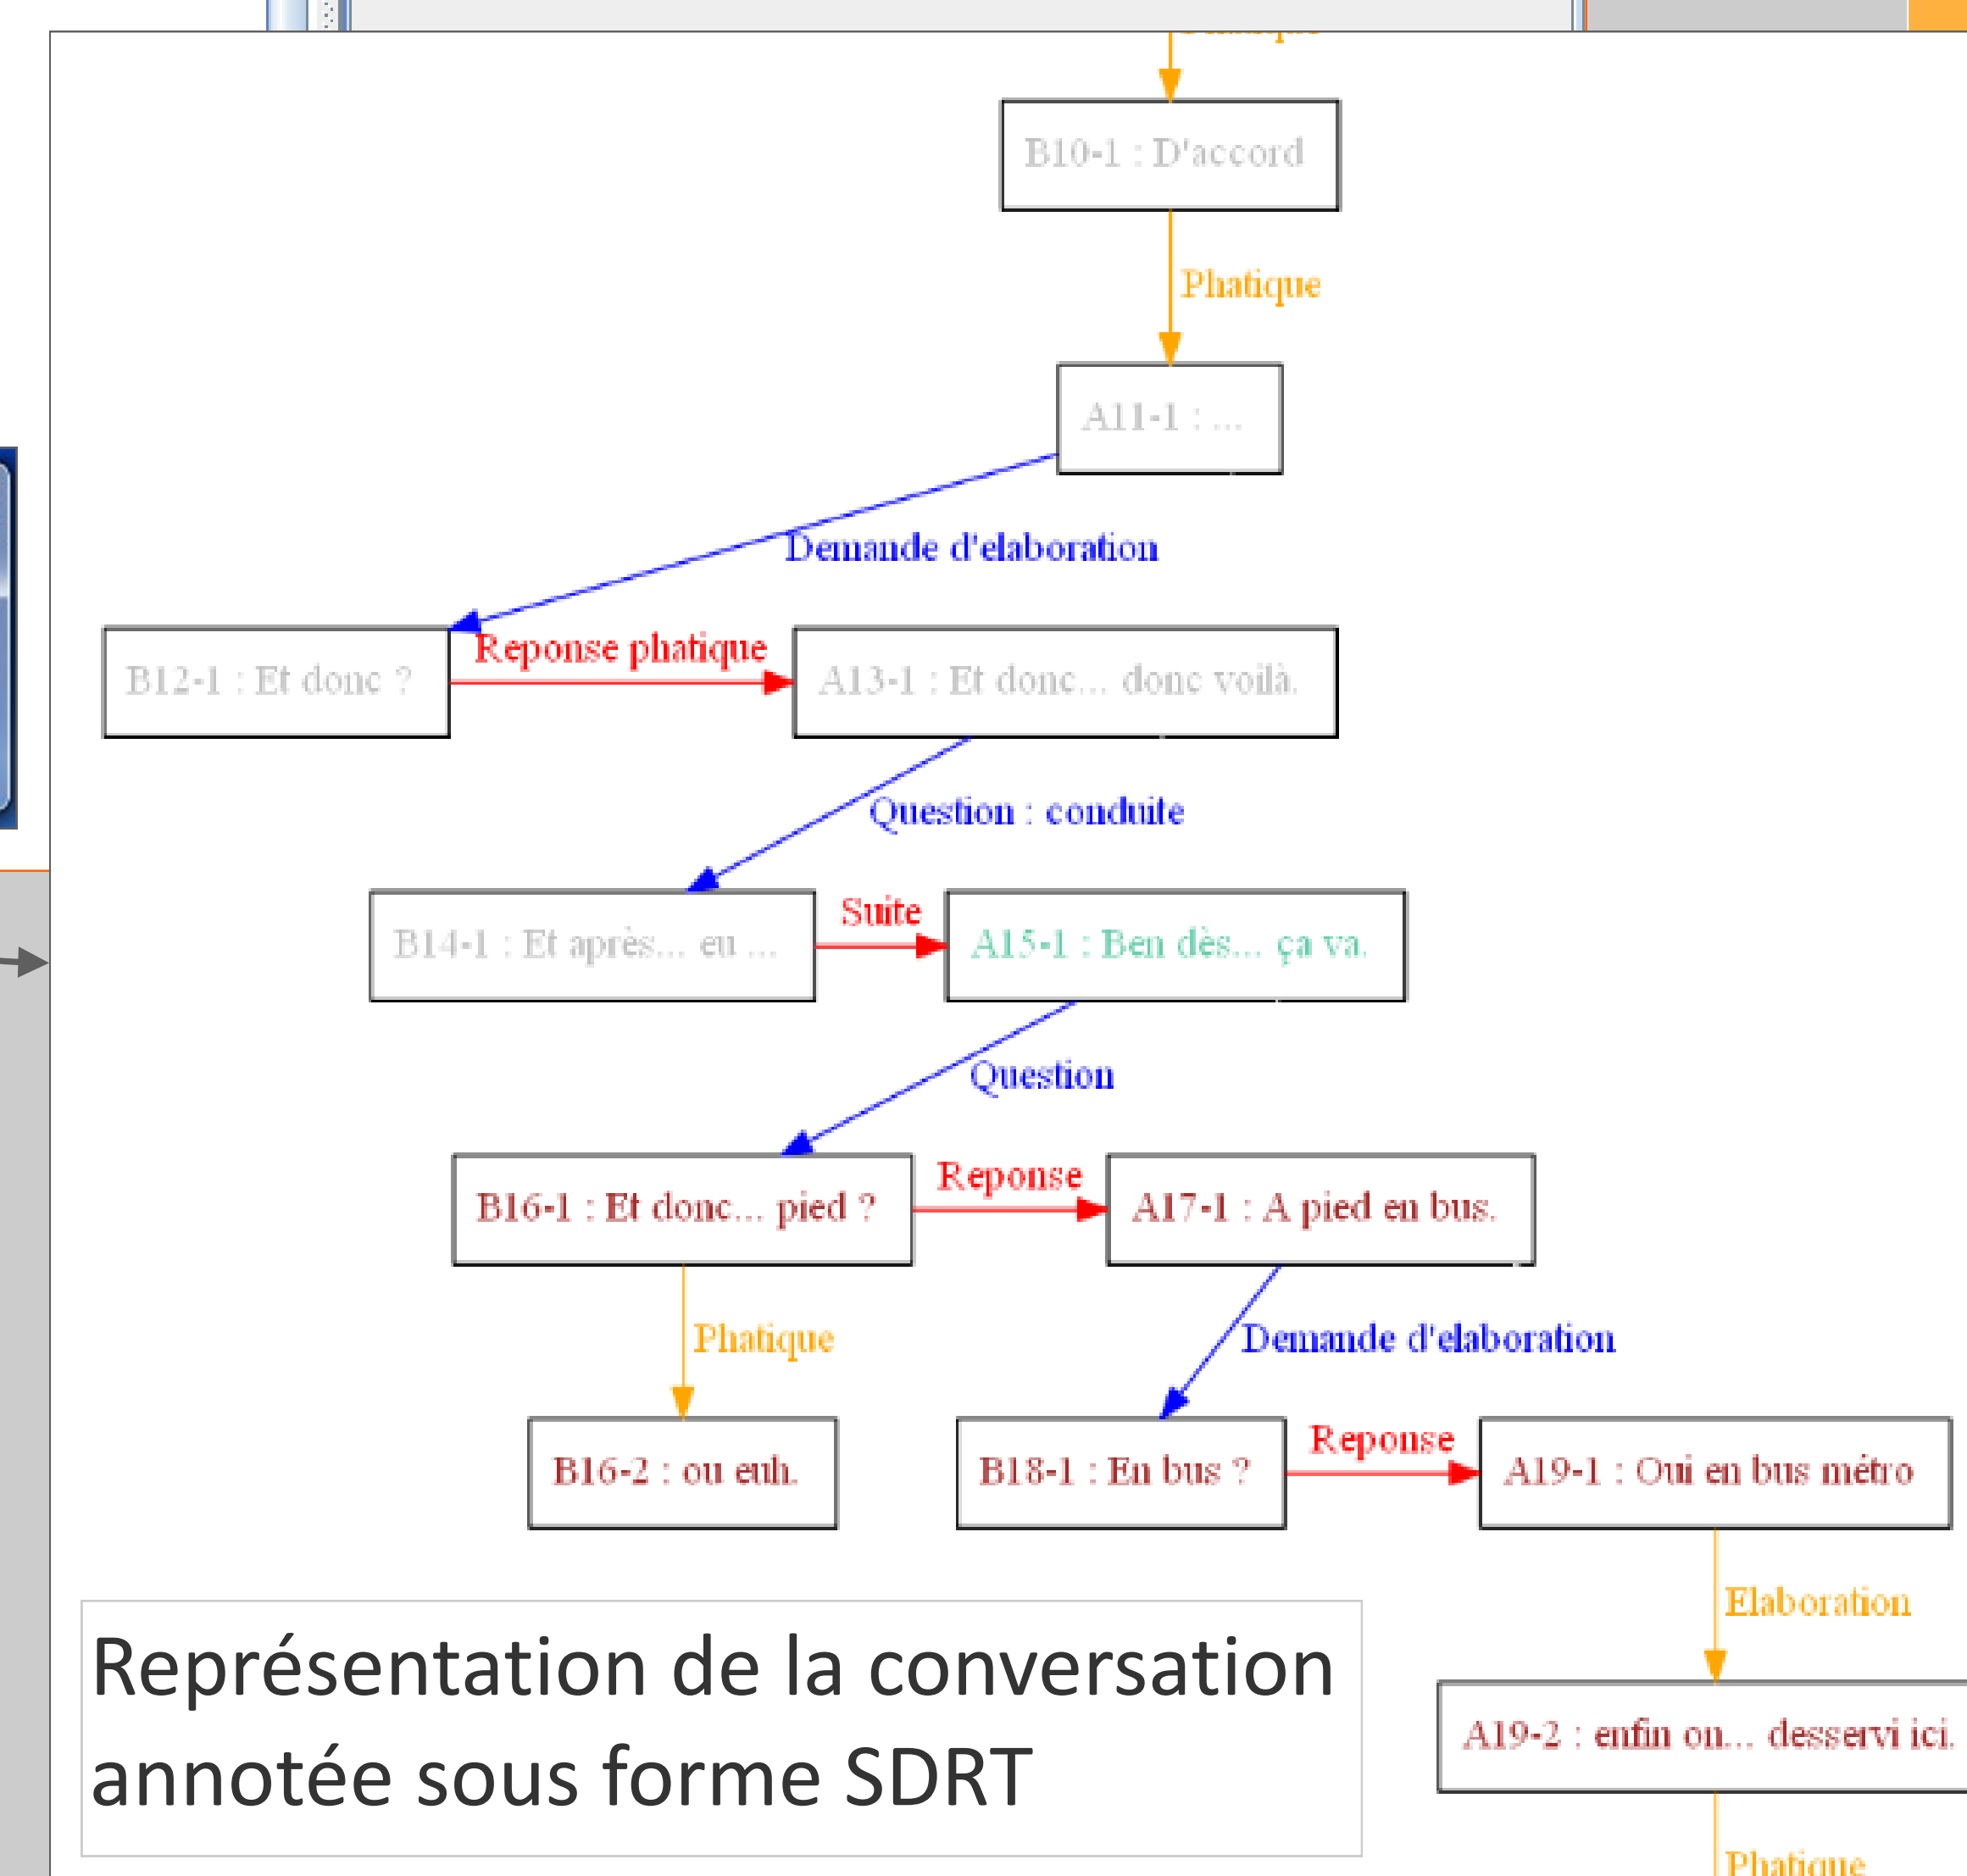 B10-1 : D'accord
Phatique
A11-1 : ...
Demande d'elaboration
B12-1 : Et donc ?
Reponse phatique
A13-1 : Et donc... donc voilà.
Question : conduite
B14-1 : Et après... eu ...
Suite
A15-1 : Ben dès... ça va.
Question
B16-1 : Et donc... pied ?
Reponse
A17-1 : A pied en bus.
Phatique
Demande d'elaboration
B16-2 : ou euh.
B18-1 : En bus ?
Reponse
A19-1 : Oui en bus métro
Elaboration
A19-2 : enfin on... desservi ici.
Phatique
Représentation de la conversation
annotée sous forme SDRT